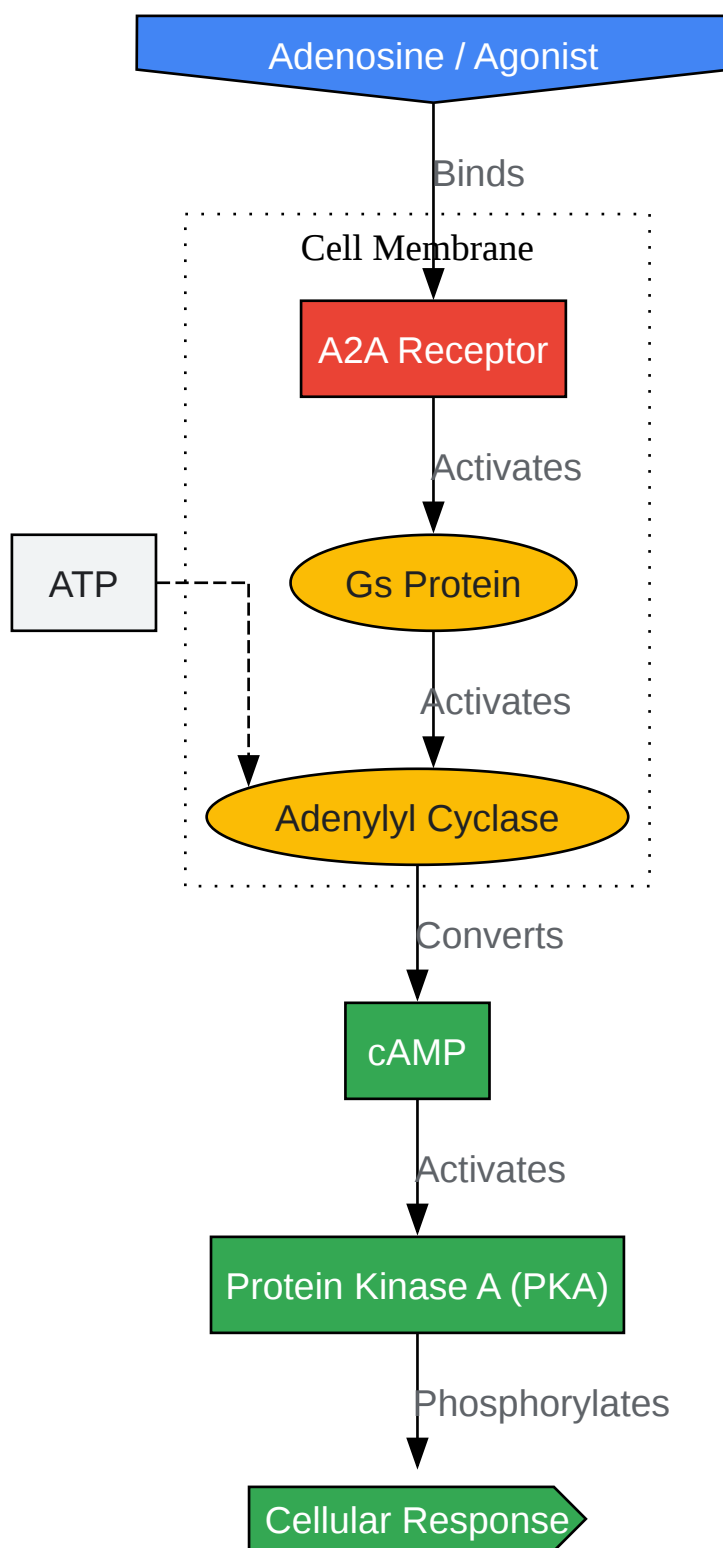 Adenosine / Agonist
Binds
Cell Membrane
A2A Receptor
Activates
ATP
Gs Protein
Activates
Adenylyl Cyclase
Converts
cAMP
Activates
Protein Kinase A (PKA)
Phosphorylates
Cellular Response